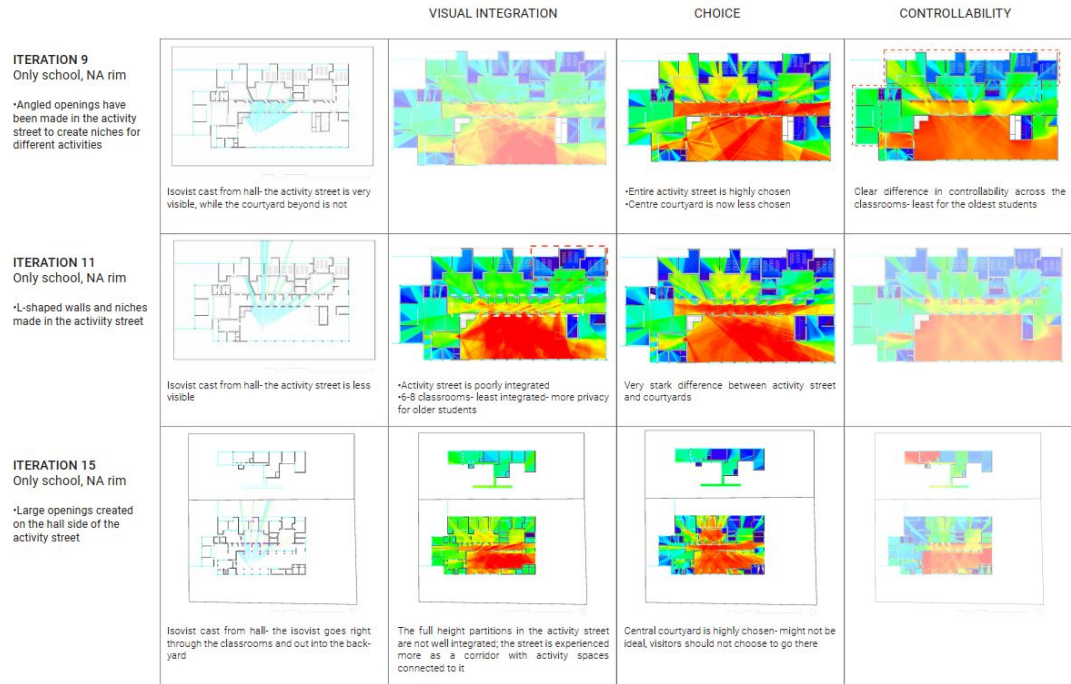 VISUAL INTEGRATION
CHOICE
CONTROLLABILITY
ITERATION 9
Only school, NA rim
•Angled openings have
been made in the activity
street to create niches for
different activities
Isovist cast from hall- the activity street is very
visible, while the courtyard beyond is not
•Entire activity street is highly chosen
•Centre courtyard is now less chosen
Clear difference in controllability across the
classrooms- least for the oldest students
ITERATION 11
Only school, NA rim
•L-shaped walls and niches
made in the activiity street
Isovist cast from hall- the activity street is less
visible
•Activity street is poorly integrated
•6-8 classrooms- least integrated- more privacy
for older students
Very stark difference between activity street
and courtyards
ITERATION 15
Only school, NA rim
•Large openings created
on the hall side of the
activity street
Isovist cast from hall- the isovist goes right
through the classrooms and out into the back-
yard
The full height partitions in the activity street
are not well integrated; the street is experienced
more as a corridor with activity spaces
connected to it
Central courtyard is highly chosen- might not be
ideal, visitors should not choose to go there